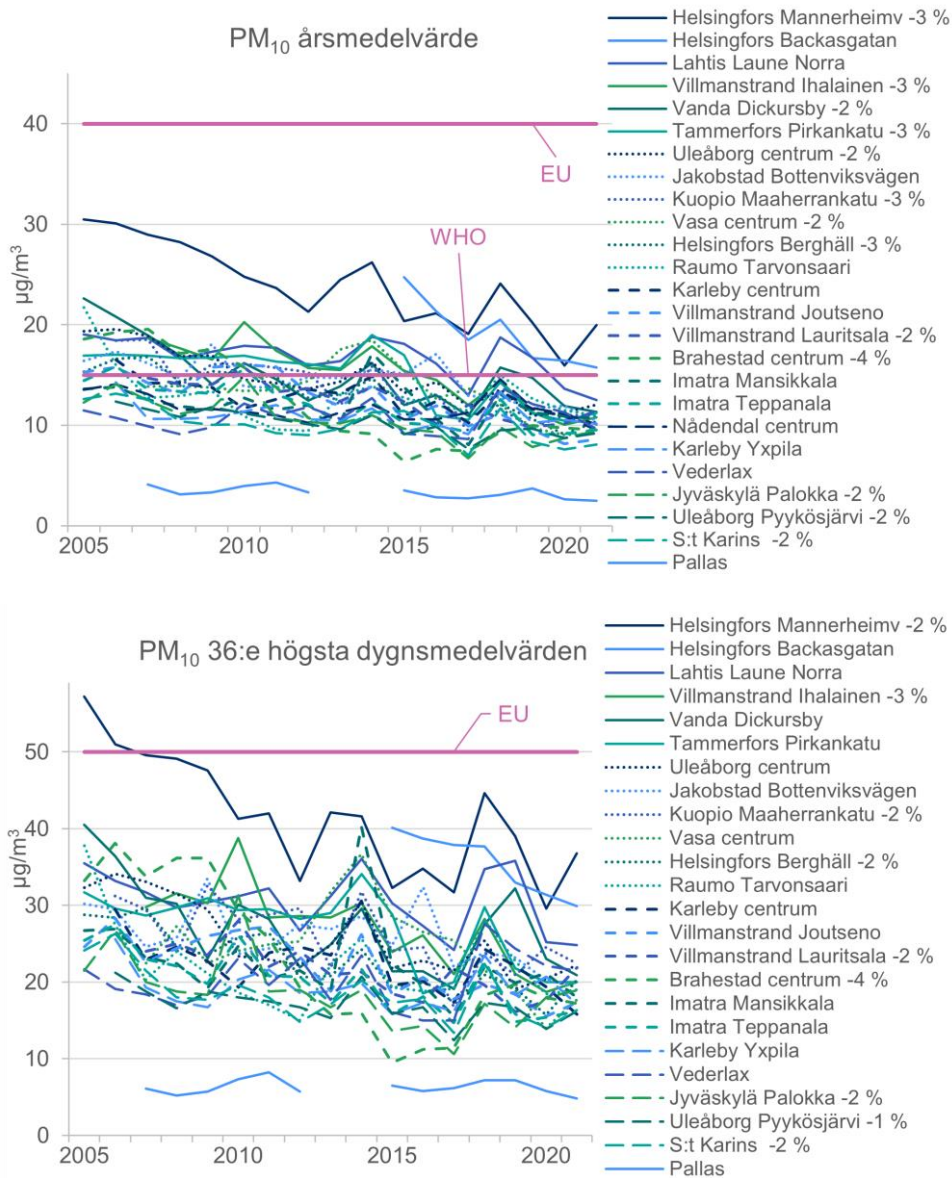 PM₁₀ årsmedelvärde
µg/m³
40
30
20
10
0
2005
2010
2015
2020
EU
WHO
Helsingfors Mannerheimv -3 %
Helsingfors Backasgatan
Lahtis Laune Norra
Villmanstrand Ihalainen -3 %
Vanda Dickursby -2 %
Tammerfors Pirkankatu -3 %
Uleåborg centrum -2 %
Jakobstad Bottenviksvägen
Kuopio Maaherrankatu -3 %
Vasa centrum -2 %
Helsingfors Berghäll -3 %
Raumo Tarvonsaari
Karleby centrum
Villmanstrand Joutseno
Villmanstrand Lauritsala -2 %
Brahestad centrum -4 %
Imatra Mansikkala
Imatra Teppanala
Nådendal centrum
Karleby Yxpila
Vederlax
Jyväskylä Palokka -2 %
Uleåborg Pyykösjärvi -2 %
S:t Karins -2 %
Pallas
PM₁₀ 36:e högsta dygnsmedelvärden
µg/m³
50
40
30
20
10
0
2005
2010
2015
2020
EU
Helsingfors Mannerheimv -2 %
Helsingfors Backasgatan
Lahtis Laune Norra
Villmanstrand Ihalainen -3 %
Vanda Dickursby
Tammerfors Pirkankatu
Uleåborg centrum
Jakobstad Bottenviksvägen
Kuopio Maaherrankatu -2 %
Vasa centrum
Helsingfors Berghäll -2 %
Raumo Tarvonsaari
Karleby centrum
Villmanstrand Joutseno
Villmanstrand Lauritsala -2 %
Brahestad centrum -4 %
Imatra Mansikkala
Imatra Teppanala
Karleby Yxpila
Vederlax
Jyväskylä Palokka -2 %
Uleåborg Pyykösjärvi -1 %
S:t Karins -2 %
Pallas